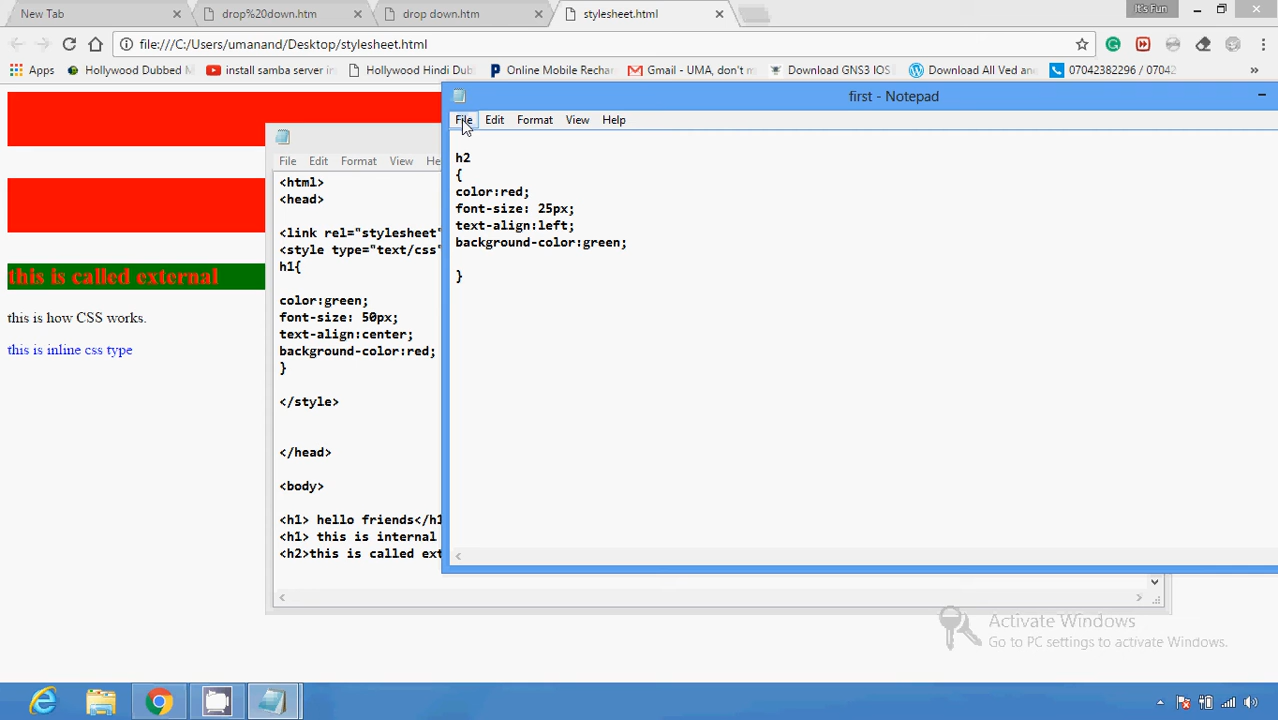 New Tab
drop%20down.htm
drop down.htm
stylesheet.html
It's Fun
file:///C:/Users/umanand/Desktop/stylesheet.html
Apps
Hollywood Dubbed M
install samba server in
Hollywood Hindi Dub
Online Mobile Rechar
Gmail - UMA, don't m
Download GNS3 IOS
Download All Ved an
07042382296 / 07042
»
first - Notepad
File Edit Format View Help
h2
{
color:red;
font-size: 25px;
text-align:left;
background-color:green;
}
File Edit Format View He
<html>
<head>
<link rel="stylesheet"
<style type="text/css"
h1{
color:green;
font-size: 50px;
text-align:center;
background-color:red;
}
</style>
</head>
<body>
<h1> hello friends</h1
<h1> this is internal
<h2>this is called ext
this is called external
this is how CSS works.
this is inline css type
Activate Windows
Go to PC settings to activate Windows.